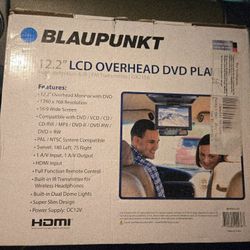 BLAUPUNKT
12.2" LCD OVERHEAD DVD PLA
Features:
• 12.2" Overhead Monitor with DVD
• 1280 x 768 Resolution
• 16:9 Wide Screen
• Compatible with DVD / VCD / CD /
CD-RW / MP3 / DVD-R / DVD-RW /
DVD + RW
• PAL / NTSC System Compatible
• Swivel: 180 Left, 75 Right
• 1 A/V Input, 1 A/V Output
• HDMI Input
• Full Function Remote Control
• Built-in IR Transmitter for
Wireless Headphones
• Built-in Dual Dome Lights
• Super Slim Design
• Power Supply: DC12V
HDMI